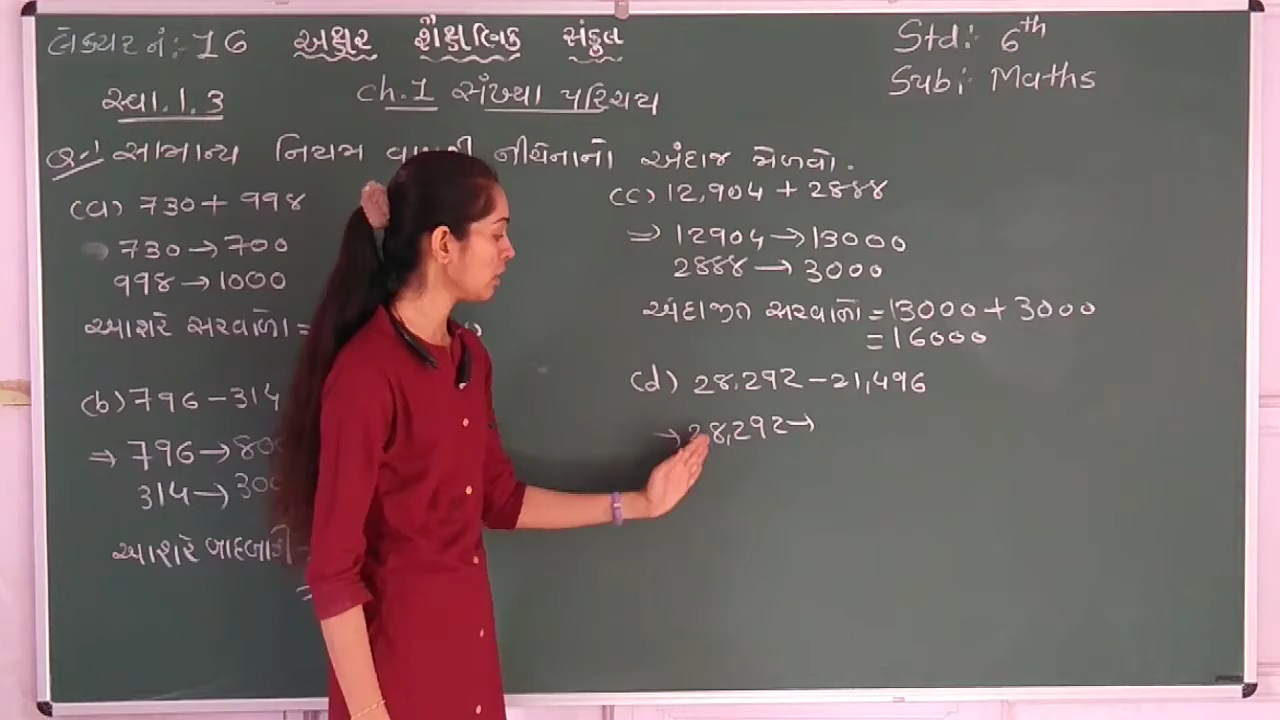 લેક્ચર નં:- 16 અક્ષર શૈક્ષણિક સંકુલ
Std:- 6th
Sub:- Maths
સ્વા.1.3 ch.1 સંખ્યા પરિચય
Q-1 સામાન્ય નિયમ નીચેનાનો અંદાજ મેળવો.
(a) 730 + 998
730 → 700
998 → 1000
આશરે સરવાળા =
(b) 796 - 314
⇒ 796 → 800
314 → 300
આશરે બાદબાકી
=
(c) 12,904 + 2888
⇒ 12904 → 13000
2888 → 3000
અંદાજીત સરવાળો = 13000 + 3000
= 16000
(d) 28,292 - 21,496
→ 28,292 →